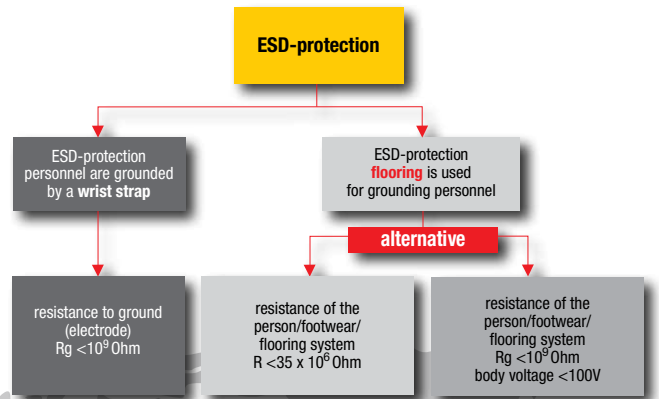 ESD-protection
ESD-protection
personnel are grounded
by a wrist strap
ESD-protection
flooring is used
for grounding personnel
alternative
resistance to ground
(electrode)
Rg <10⁹ Ohm
resistance of the
person/footwear/
flooring system
R <35 x 10⁶ Ohm
resistance of the
person/footwear/
flooring system
Rg <10⁹ Ohm
body voltage <100V